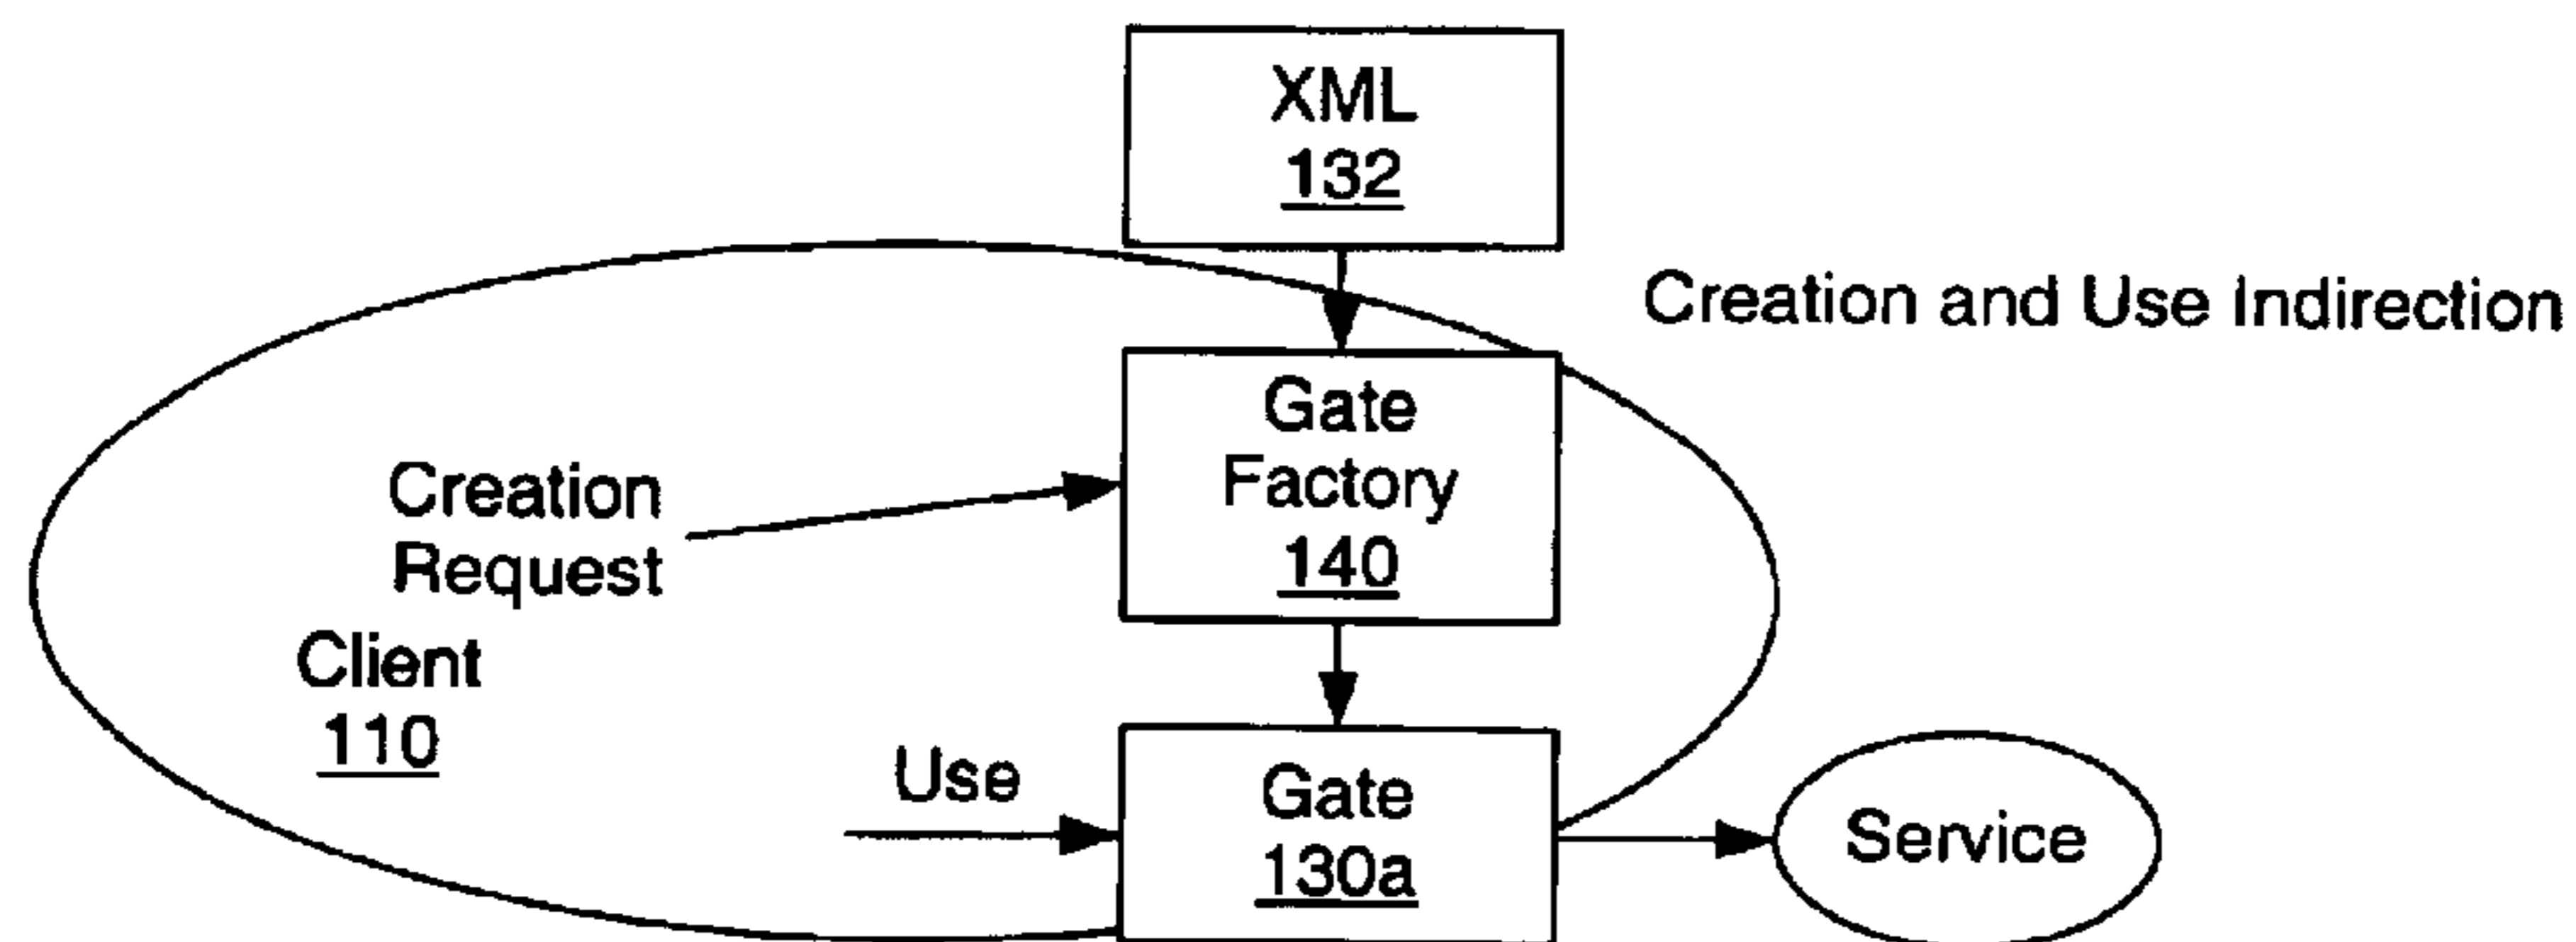 XML
132
Creation and Use Indirection
Gate
Factory
140
Creation
Request
Client
110
Use
Gate
130a
Service